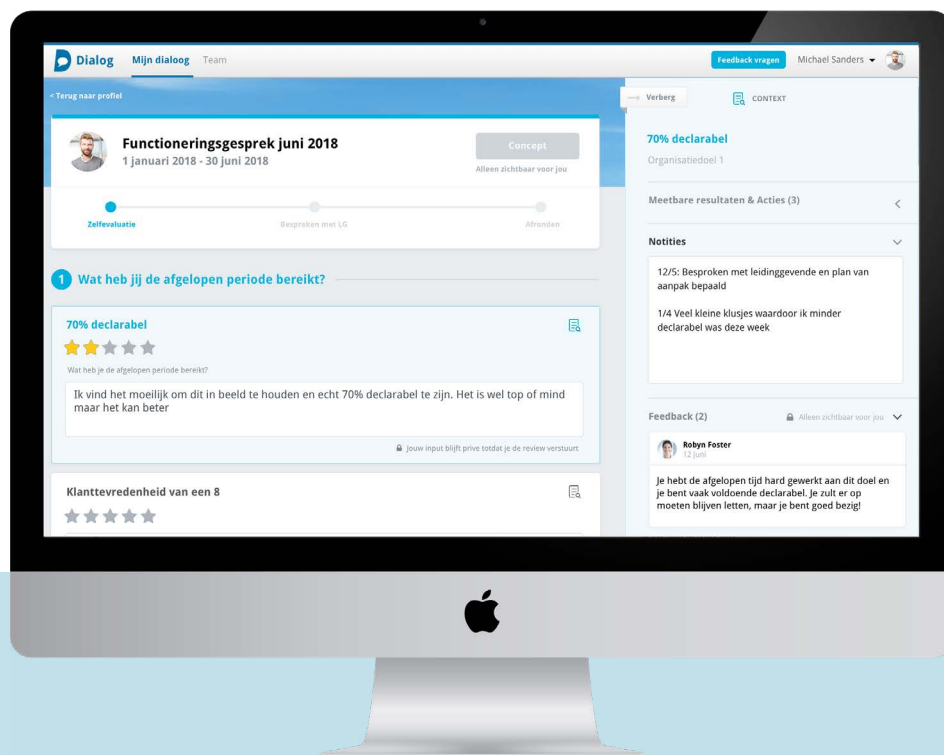 Dialog
Mijn dialoog
Team
Feedback vragen
Michael Sanders
< Terug naar profiel
Functioneringsgesprek juni 2018
1 januari 2018 - 30 juni 2018
Concept
Alleen zichtbaar voor jou
Zelfevaluatie
Besproken met LG
Afronden
1 Wat heb jij de afgelopen periode bereikt?
70% declarabel
Wat heb je de afgelopen periode bereikt?
Ik vind het moeilijk om dit in beeld te houden en echt 70% declarabel te zijn. Het is wel top of mind
maar het kan beter
Jouw input blijft prive totdat je de review verstuurt
Klanttevredenheid van een 8
Verberg
CONTEXT
70% declarabel
Organisatiedoel 1
Meetbare resultaten & Acties (3)
Notities
12/5: Besproken met leidinggevende en plan van
aanpak bepaald
1/4 Veel kleine klusjes waardoor ik minder
declarabel was deze week
Feedback (2)
Alleen zichtbaar voor jou
Robyn Foster
12 juni
Je hebt de afgelopen tijd hard gewerkt aan dit doel en
je bent vaak voldoende declarabel. Je zult er op
moeten blijven letten, maar je bent goed bezig!